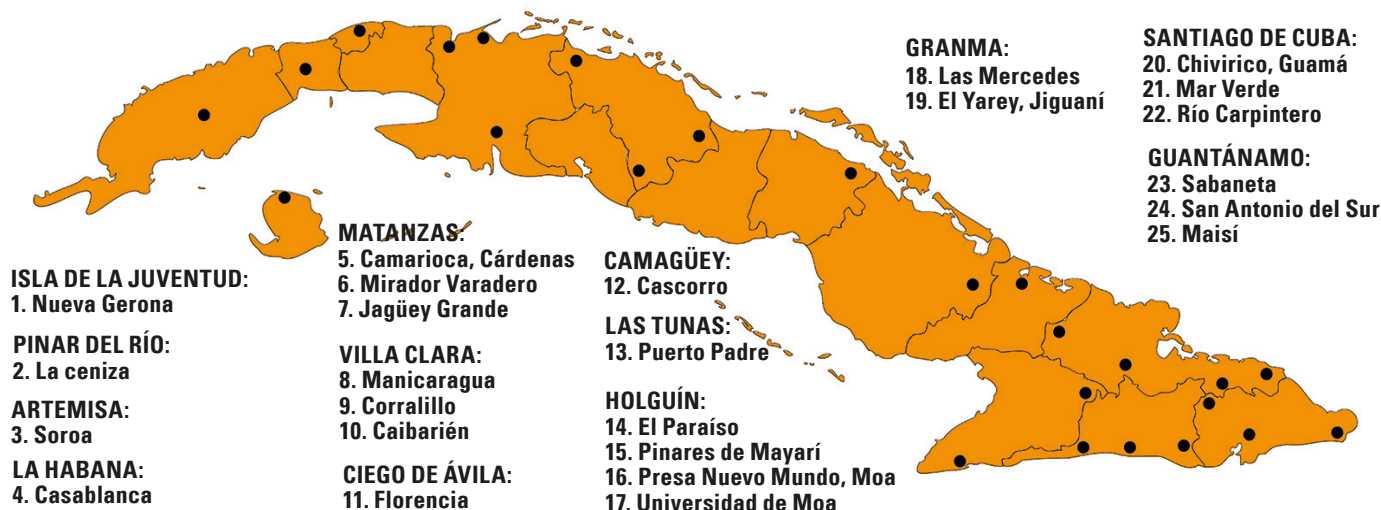 ISLA DE LA JUVENTUD:
1. Nueva Gerona
PINAR DEL RÍO:
2. La ceniza
ARTEMISA:
3. Soroa
LA HABANA:
4. Casablanca
MATANZAS:
5. Camarioca, Cárdenas
6. Mirador Varadero
7. Jagüey Grande
VILLA CLARA:
8. Manicaragua
9. Corralillo
10. Caibarién
CIEGO DE ÁVILA:
11. Florencia
CAMAGÜEY:
12. Cascorro
LAS TUNAS:
13. Puerto Padre
HOLGUÍN:
14. El Paraíso
15. Pinares de Mayarí
16. Presa Nuevo Mundo, Moa
17. Universidad de Moa
GRANMA:
18. Las Mercedes
19. El Yarey, Jiguaní
SANTIAGO DE CUBA:
20. Chivirico, Guamá
21. Mar Verde
22. Río Carpintero
GUANTÁNAMO:
23. Sabaneta
24. San Antonio del Sur
25. Maisí